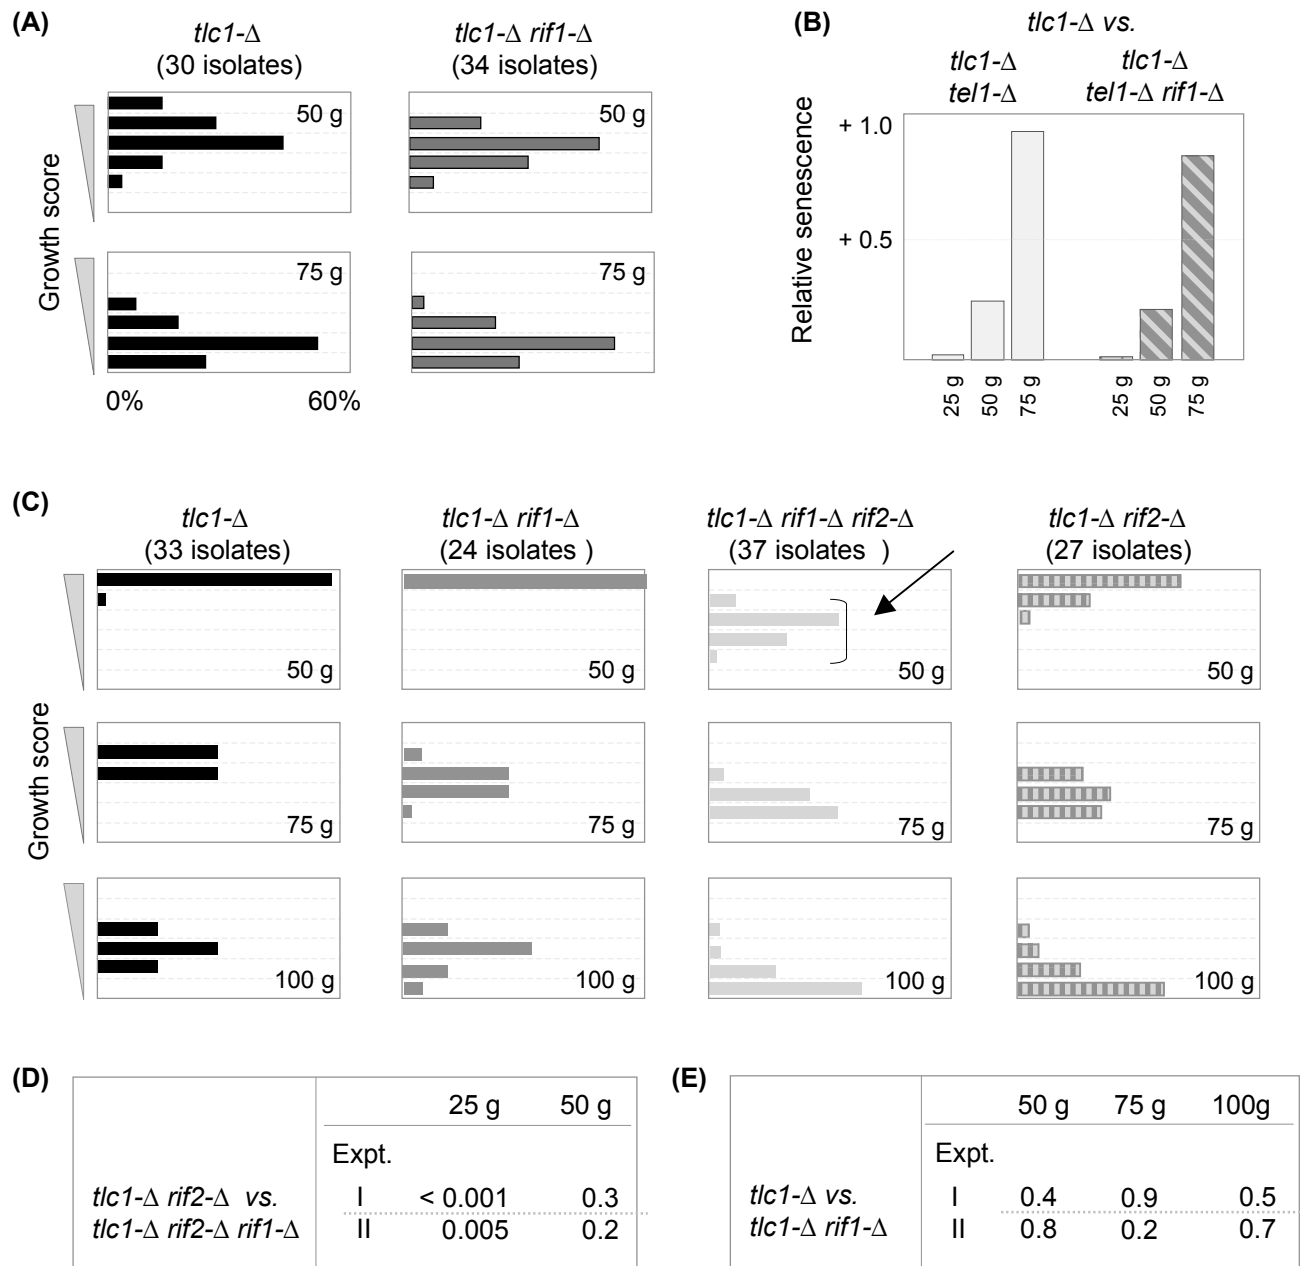 (A)
tlc1-Δ
(30 isolates)
tlc1-Δ rif1-Δ
(34 isolates)
50 g
50 g
75 g
75 g
Growth score
0% 60%
(B)
tlc1-Δ vs.
tlc1-Δ
tel1-Δ
tlc1-Δ
tel1-Δ rif1-Δ
Relative senescence
+ 1.0
+ 0.5
25 g 50 g 75 g 25 g 50 g 75 g
(C)
tlc1-Δ
(33 isolates)
tlc1-Δ rif1-Δ
(24 isolates )
tlc1-Δ rif1-Δ rif2-Δ
(37 isolates )
tlc1-Δ rif2-Δ
(27 isolates)
Growth score
50 g 50 g 50 g 50 g
75 g 75 g 75 g 75 g
100 g 100 g 100 g 100 g
(D)
25 g 50 g
Expt.
tlc1-Δ rif2-Δ vs. I < 0.001 0.3
tlc1-Δ rif2-Δ rif1-Δ II 0.005 0.2
(E)
50 g 75 g 100g
Expt.
tlc1-Δ vs. I 0.4 0.9 0.5
tlc1-Δ rif1-Δ II 0.8 0.2 0.7